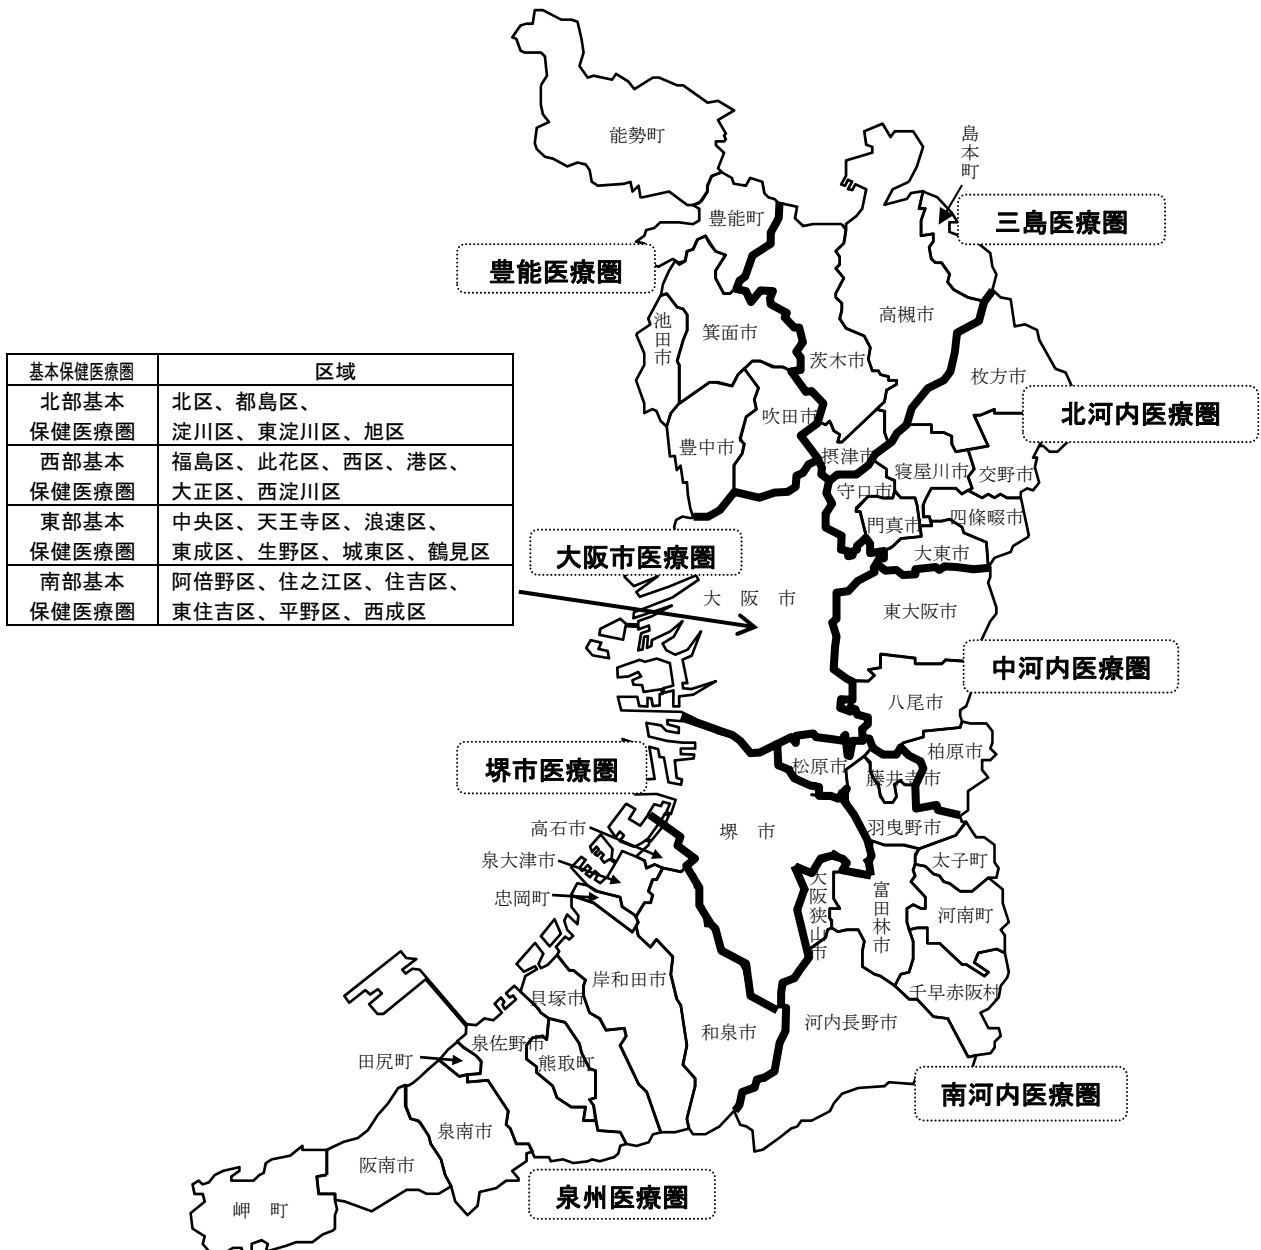 能勢町
島本町
豊能町
三島医療圏
豊能医療圏
池田市
箕面市
高槻市
茨木市
枚方市
基本保健医療圏 区域
北部基本 北区、都島区、
保健医療圏 淀川区、東淀川区、旭区
西部基本 福島区、此花区、西区、港区、
保健医療圏 大正区、西淀川区
東部基本 中央区、天王寺区、浪速区、
保健医療圏 東成区、生野区、城東区、鶴見区
南部基本 阿倍野区、住之江区、住吉区、
保健医療圏 東住吉区、平野区、西成区
北河内医療圏
吹田市
豊中市
摂津市
寝屋川市
交野市
守口市
門真市
四條畷市
大東市
大阪市医療圏
大 阪 市
東大阪市
中河内医療圏
八尾市
柏原市
堺市医療圏
松原市
藤井寺市
高石市
堺 市
羽曳野市
泉大津市
太子町
忠岡町
大阪狭山市
富田林市
河南町
岸和田市
千早赤阪村
貝塚市
和泉市
河内長野市
泉佐野市
田尻町
熊取町
南河内医療圏
泉南市
阪南市
泉州医療圏
岬 町